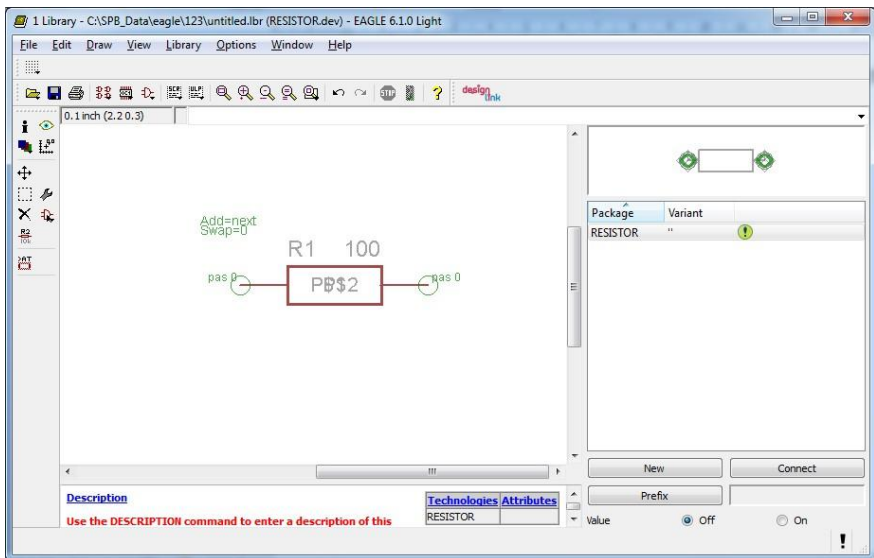 1 Library - C:\SPB_Data\eagle\123\untitled.lbr (RESISTOR.dev) - EAGLE 6.1.0 Light
File Edit Draw View Library Options Window Help
design link
0.1 inch (2.2 0.3)
Add=next
Swap=0
R1 100
pas 0
pas 0
Package Variant
RESISTOR ''
New Connect
Prefix
Value Off On
Description
Use the DESCRIPTION command to enter a description of this
Technologies Attributes
RESISTOR